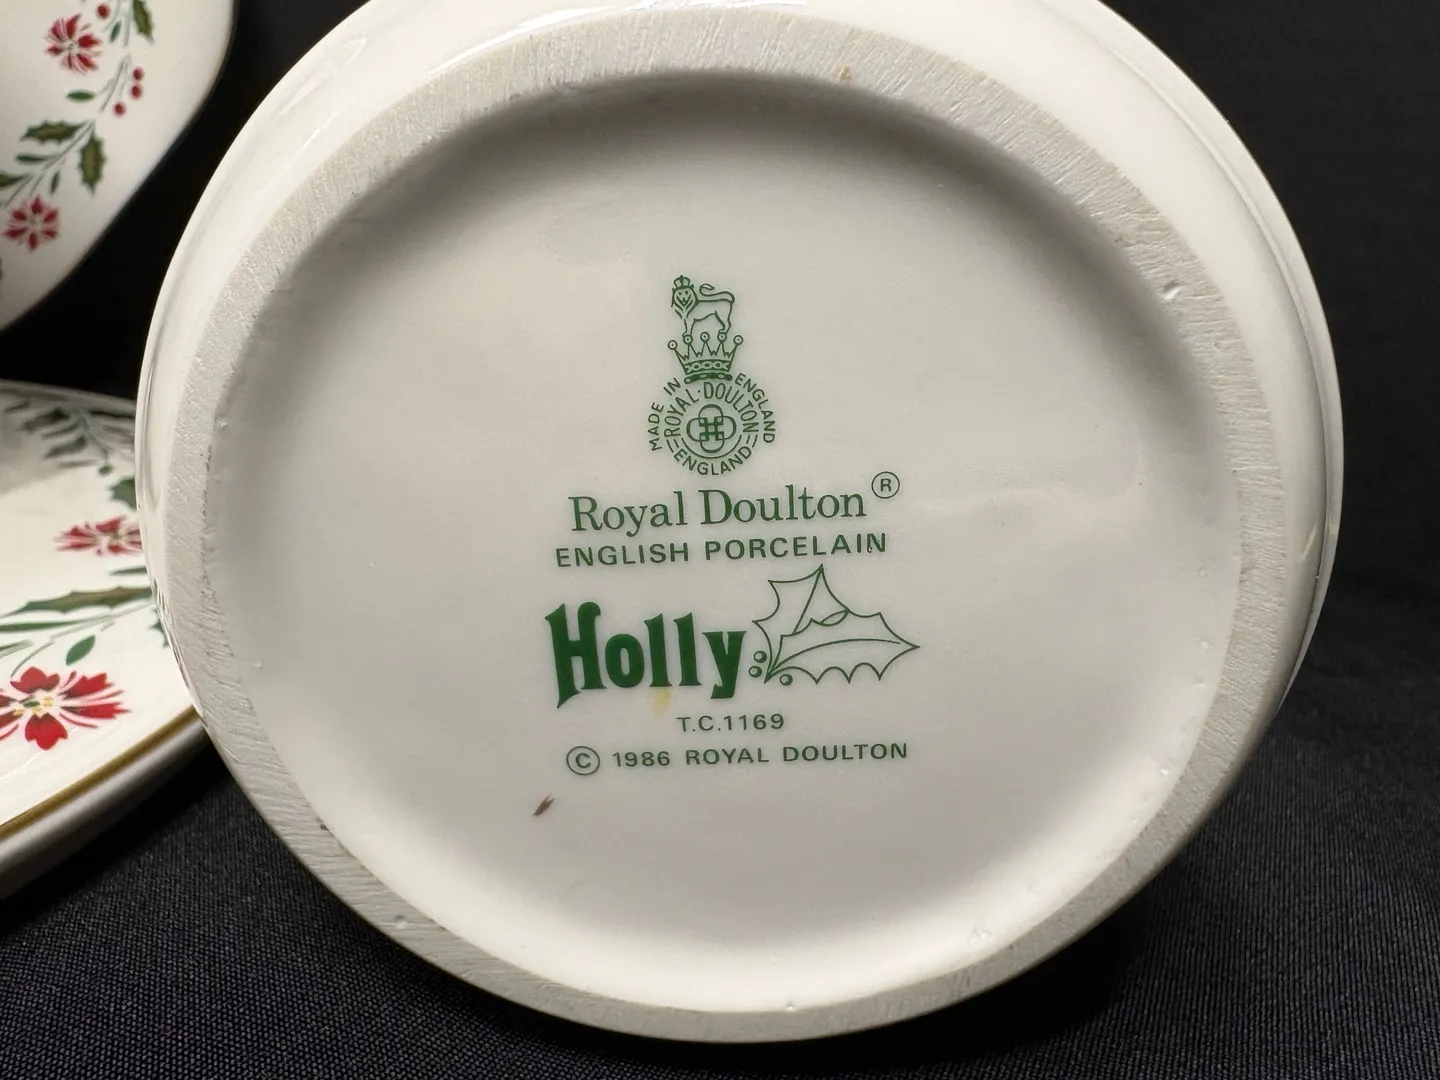 MADE IN ENGLAND
ROYAL·DOULTON
ENGLAND
Royal Doulton®
ENGLISH PORCELAIN
Holly
T.C.1169
© 1986 ROYAL DOULTON